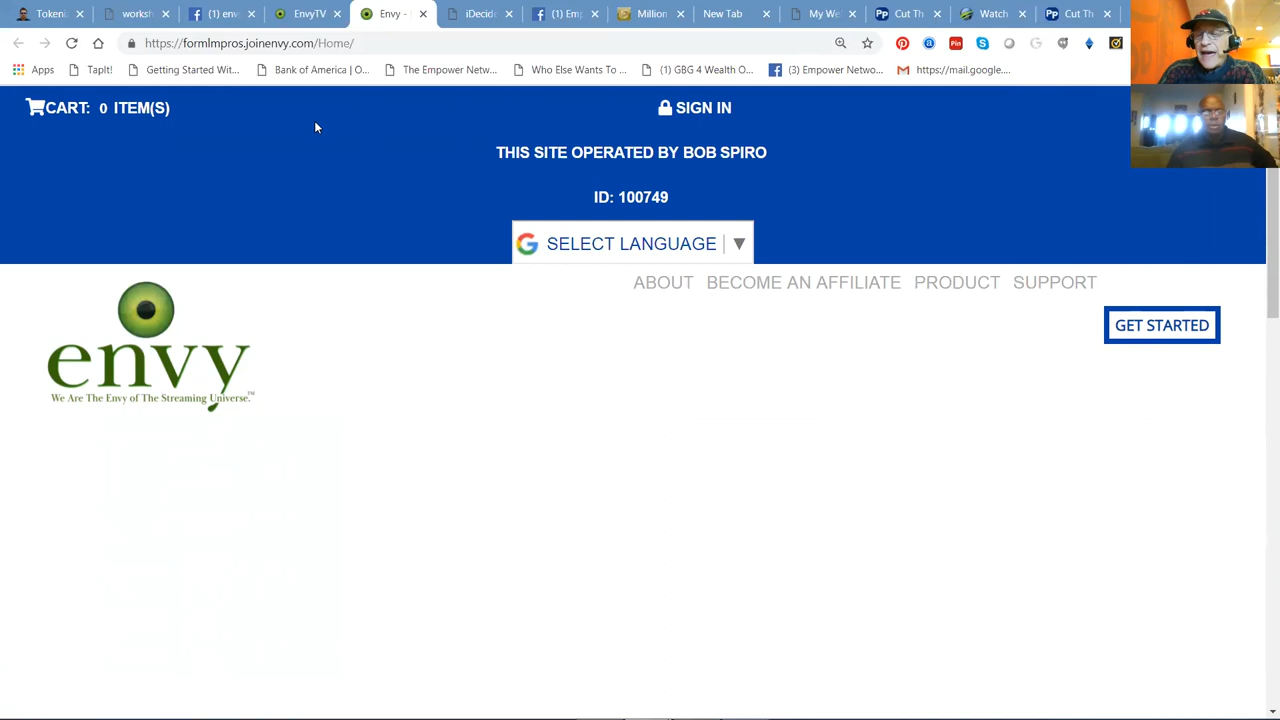 Tokeni
worksh
(1) env
EnvyTV
Envy -
iDecide
(1) Emp
Million
New Tab
My We
Cut Th
Watch
Cut Th
https://formlmpros.joinenvy.com/Home/
Apps
TapIt!
Getting Started Wit...
Bank of America | O...
The Empower Netw...
Who Else Wants To ...
(1) GBG 4 Wealth O...
(3) Empower Netwo...
https://mail.google....
CART: 0 ITEM(S)
SIGN IN
THIS SITE OPERATED BY BOB SPIRO
ID: 100749
SELECT LANGUAGE ▼
ABOUT BECOME AN AFFILIATE PRODUCT SUPPORT
GET STARTED
envy
We Are The Envy of The Streaming Universe.™